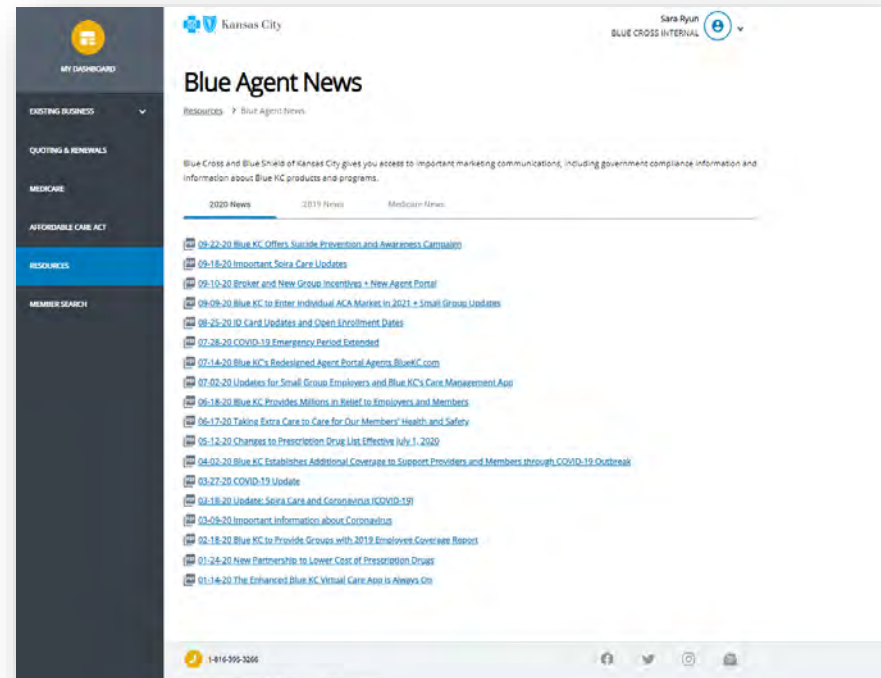 Kansas City
Sara Ryun
BLUE CROSS INTERNAL
MY DASHBOARD
EXISTING BUSINESS
QUOTING & RENEWALS
MEDICARE
AFFORDABLE CARE ACT
RESOURCES
MEMBER SEARCH
Blue Agent News
Resources > Blue Agent News
Blue Cross and Blue Shield of Kansas City gives you access to important marketing communications, including government compliance information and
information about Blue KC products and programs.
2020 News 2019 News Medicare News
09-22-20 Blue KC Offers Suicide Prevention and Awareness Campaign
09-18-20 Important Spira Care Updates
09-10-20 Broker and New Group Incentives + New Agent Portal
09-09-20 Blue KC to Enter Individual ACA Market in 2021 + Small Group Updates
08-25-20 ID Card Updates and Open Enrollment Dates
07-28-20 COVID-19 Emergency Period Extended
07-14-20 Blue KC's Redesigned Agent Portal Agents.BlueKC.com
07-02-20 Updates for Small Group Employers and Blue KC's Care Management App
06-18-20 Blue KC Provides Millions in Relief to Employers and Members
06-17-20 Taking Extra Care to Care for Our Members' Health and Safety
05-12-20 Changes to Prescription Drug List Effective July 1, 2020
04-02-20 Blue KC Establishes Additional Coverage to Support Providers and Members through COVID-19 Outbreak
03-27-20 COVID-19 Update
03-18-20 Update: Spira Care and Coronavirus (COVID-19)
03-09-20 Important Information about Coronavirus
02-18-20 Blue KC to Provide Groups with 2019 Employee Coverage Report
01-24-20 New Partnership to Lower Cost of Prescription Drugs
01-14-20 The Enhanced Blue KC Virtual Care App is Always On
1-816-395-3266